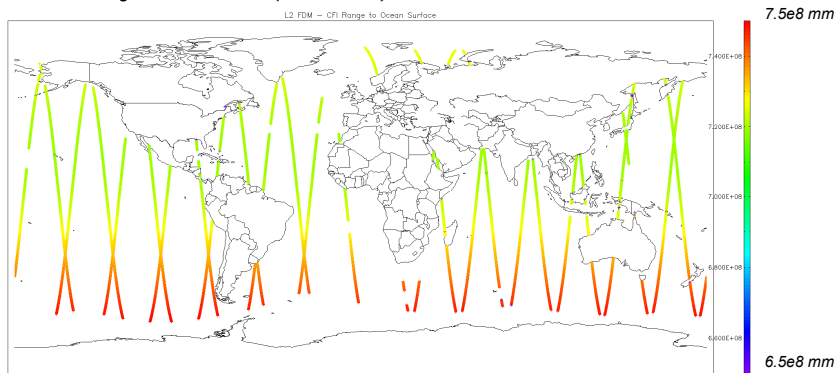 L2 FDM - CFI Range to Ocean Surface
7.5e8 mm
7.400E+08
7.200E+08
7.000E+08
6.800E+08
6.600E+08
6.5e8 mm